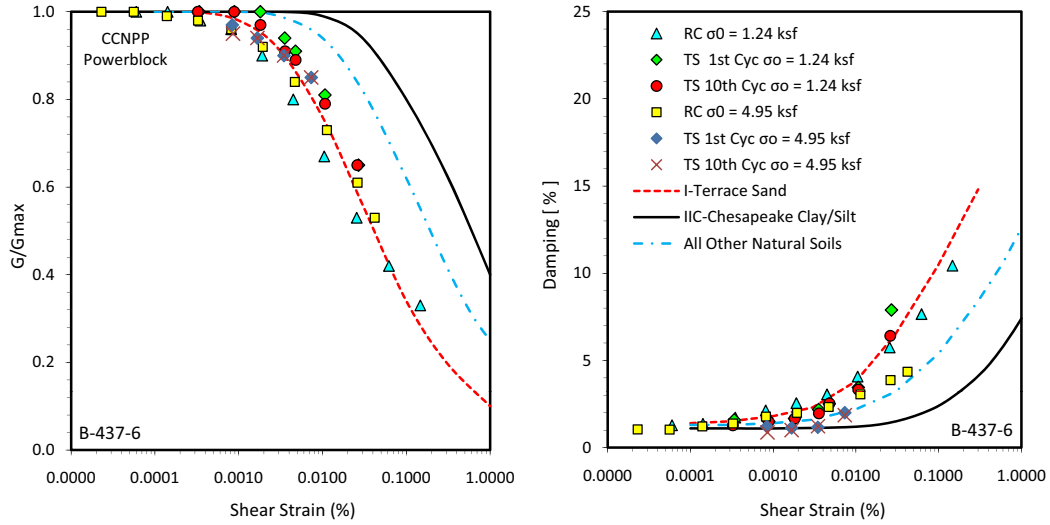 CCNPP
Powerblock
1.0
0.8
0.6
0.4
0.2
0.0
G/Gmax
B-437-6
0.0000 0.0001 0.0010 0.0100 0.1000 1.0000
Shear Strain (%)
25
20
15
10
5
0
Damping [ % ]
RC σ0 = 1.24 ksf
TS 1st Cyc σo = 1.24 ksf
TS 10th Cyc σo = 1.24 ksf
RC σ0 = 4.95 ksf
TS 1st Cyc σo = 4.95 ksf
TS 10th Cyc σo = 4.95 ksf
I-Terrace Sand
IIC-Chesapeake Clay/Silt
All Other Natural Soils
B-437-6
0.0000 0.0001 0.0010 0.0100 0.1000 1.0000
Shear Strain (%)